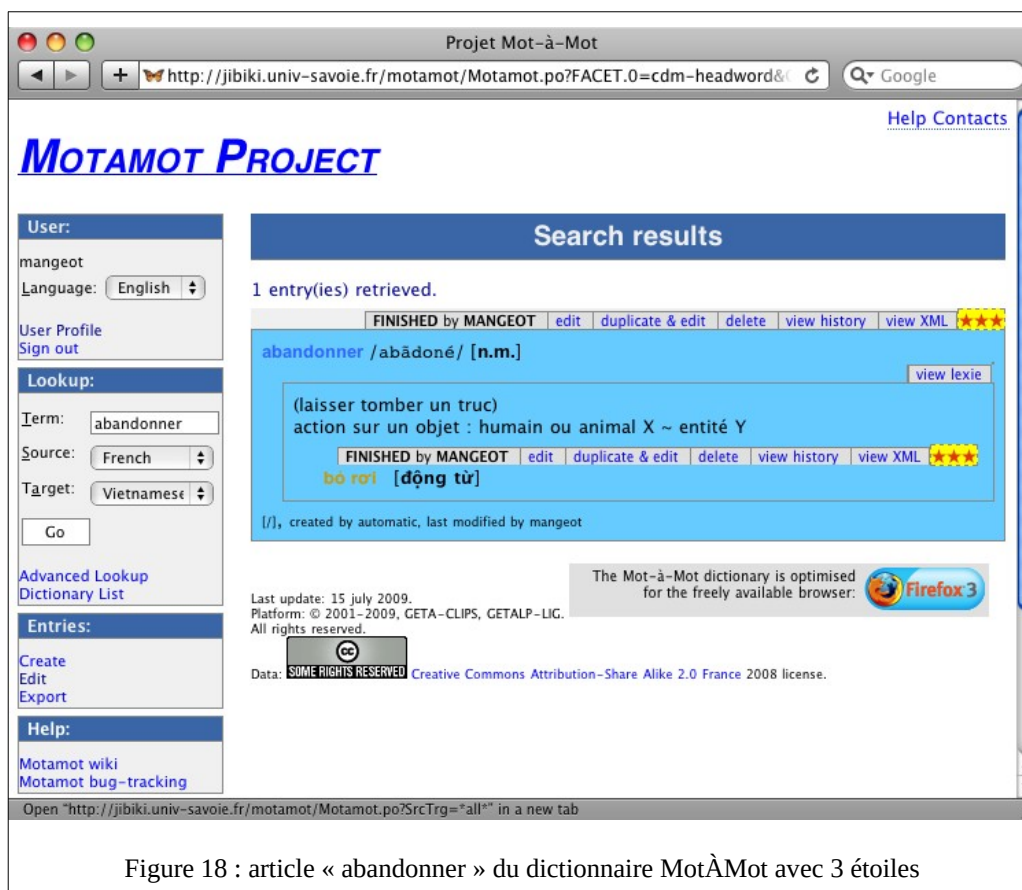 Projet Mot-à-Mot
http://jibiki.univ-savoie.fr/motamot/Motamot.po?FACET.0=cdm-headword& Google
Help Contacts
MOTAMOT PROJECT
User:
mangeot
Language: English
User Profile
Sign out
Lookup:
Term: abandonner
Source: French
Target: Vietnamese
Go
Advanced Lookup
Dictionary List
Entries:
Create
Edit
Export
Help:
Motamot wiki
Motamot bug-tracking
Search results
1 entry(ies) retrieved.
FINISHED by MANGEOT edit duplicate & edit delete view history view XML ★★★
abandonner /abādoné/ [n.m.]
view lexie
(laisser tomber un truc)
action sur un objet : humain ou animal X ~ entité Y
FINISHED by MANGEOT edit duplicate & edit delete view history view XML ★★★
bỏ rơi [động từ]
[/], created by automatic, last modified by mangeot
The Mot-à-Mot dictionary is optimised
for the freely available browser: Firefox 3
Last update: 15 july 2009.
Platform: © 2001-2009, GETA-CLIPS, GETALP-LIG.
All rights reserved.
cc
Data: SOME RIGHTS RESERVED Creative Commons Attribution-Share Alike 2.0 France 2008 license.
Open "http://jibiki.univ-savoie.fr/motamot/Motamot.po?SrcTrg=*all*" in a new tab
Figure 18 : article « abandonner » du dictionnaire MotÀMot avec 3 étoiles